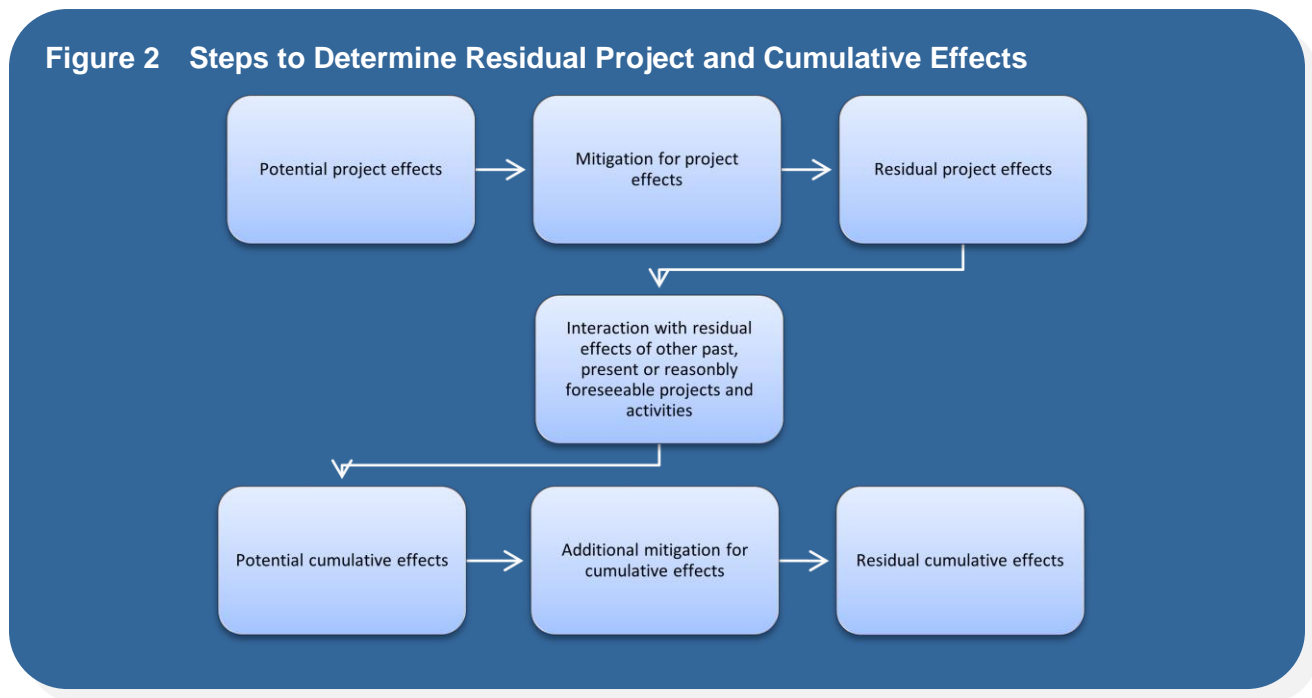 Figure 2 Steps to Determine Residual Project and Cumulative Effects
Potential project effects
Mitigation for project
effects
Residual project effects
Interaction with residual
effects of other past,
present or reasonbly
foreseeable projects and
activities
Potential cumulative effects
Additional mitigation for
cumulative effects
Residual cumulative effects